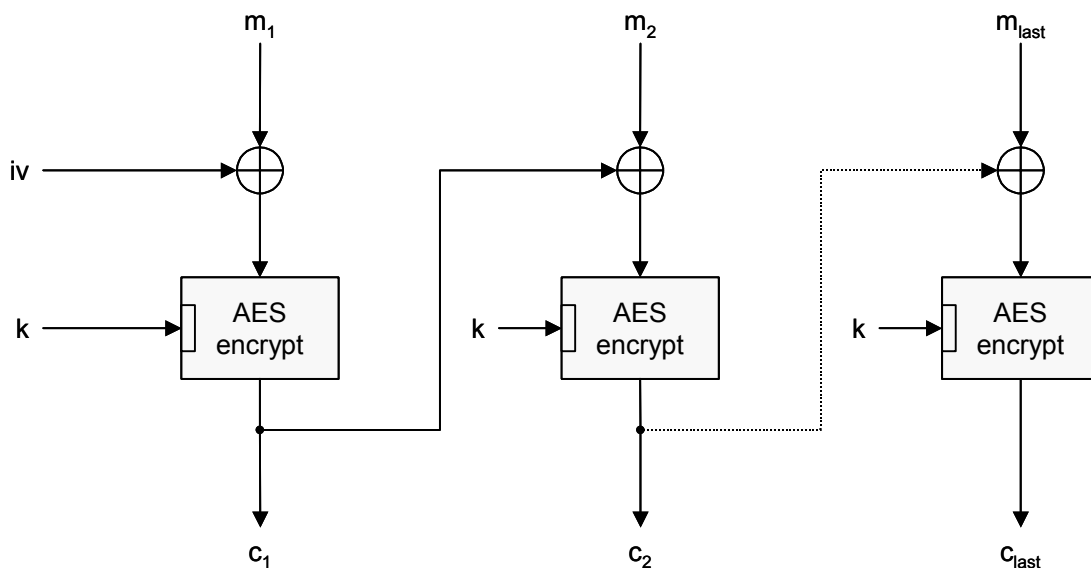 m1 m2 mlast
iv
k AES encrypt k AES encrypt k AES encrypt
c1 c2 clast